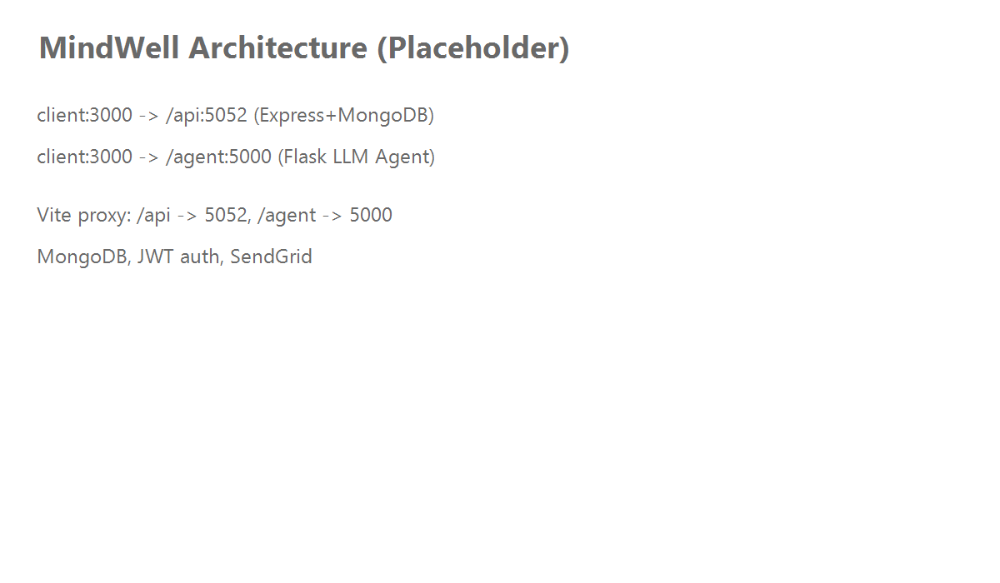 MindWell Architecture (Placeholder)
client:3000 -> /api:5052 (Express+MongoDB)
client:3000 -> /agent:5000 (Flask LLM Agent)
Vite proxy: /api -> 5052, /agent -> 5000
MongoDB, JWT auth, SendGrid